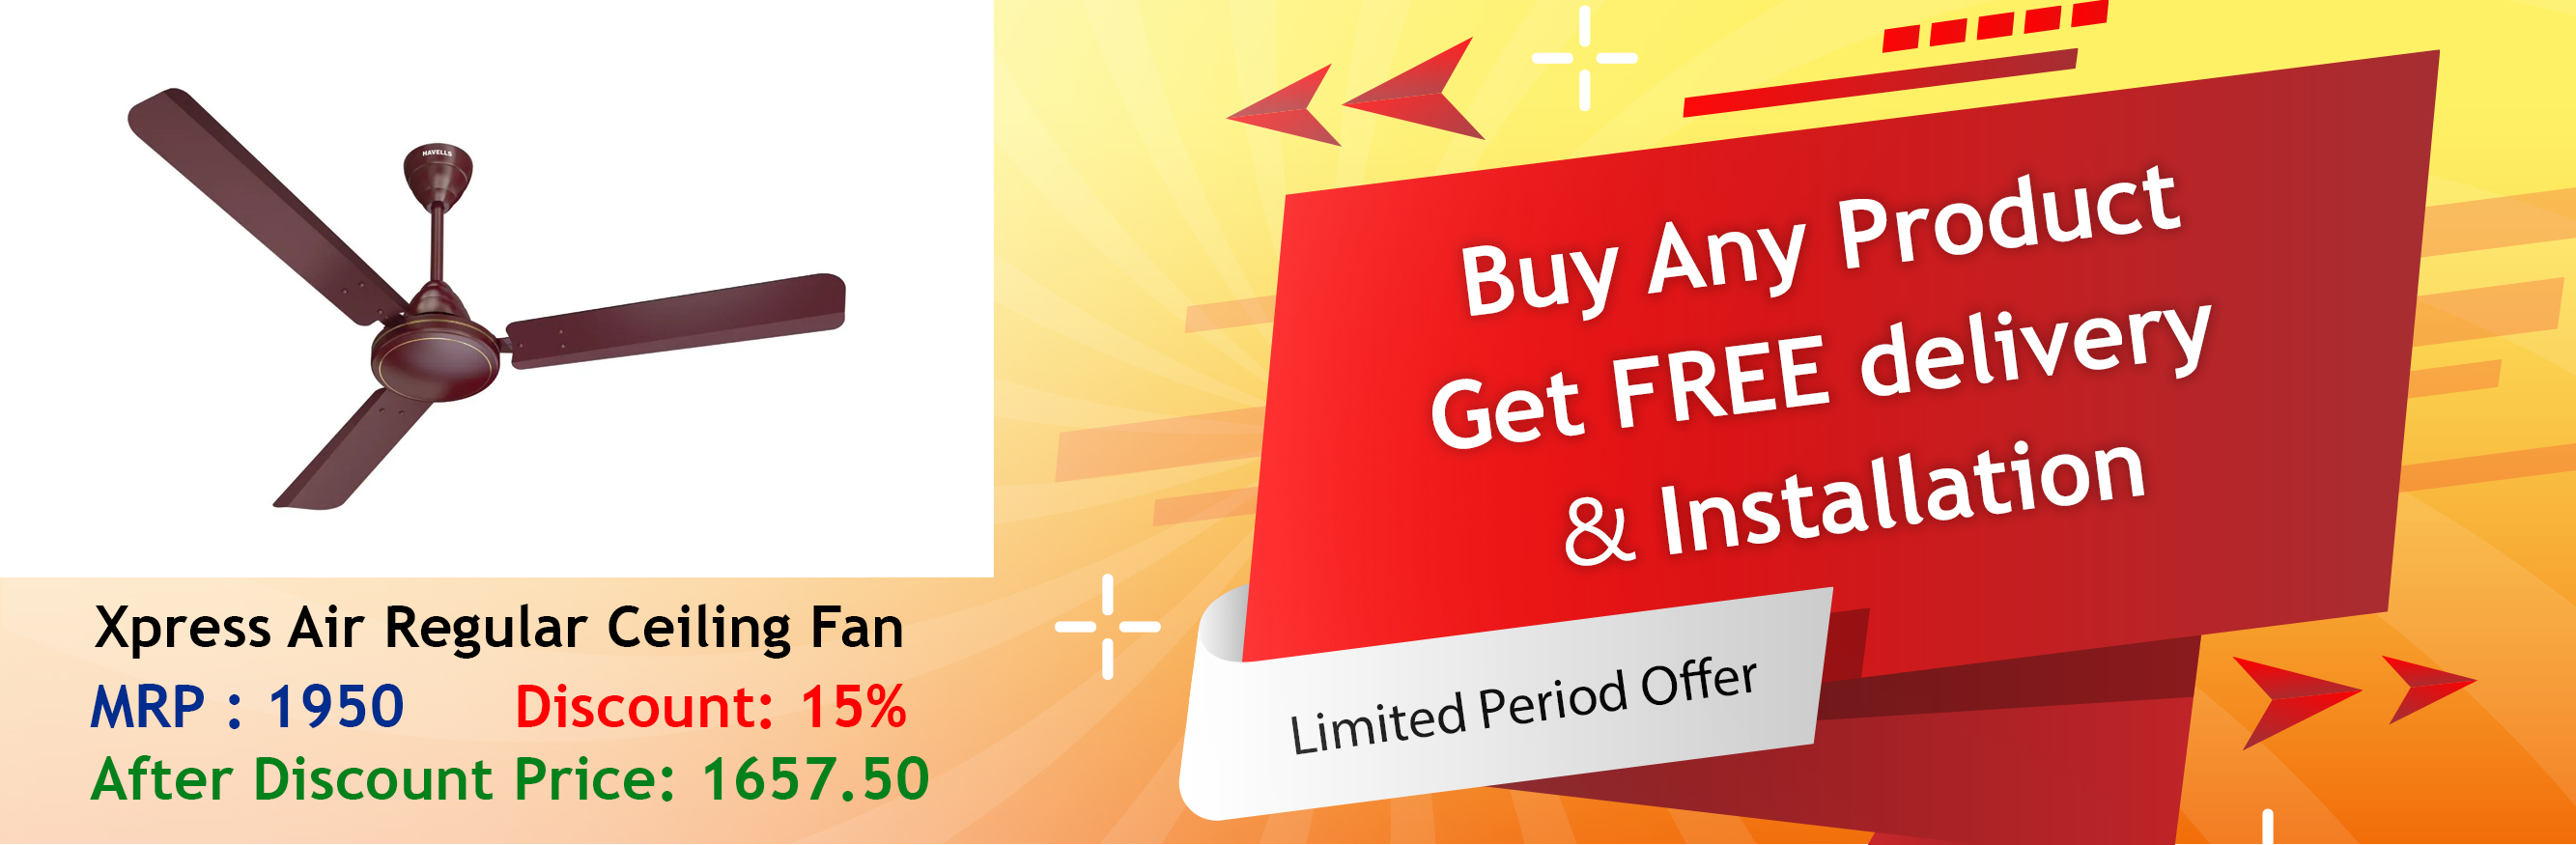 HAVELLS
Xpress Air Regular Ceiling Fan
MRP : 1950 Discount: 15%
After Discount Price: 1657.50
Buy Any Product
Get FREE delivery
& Installation
Limited Period Offer